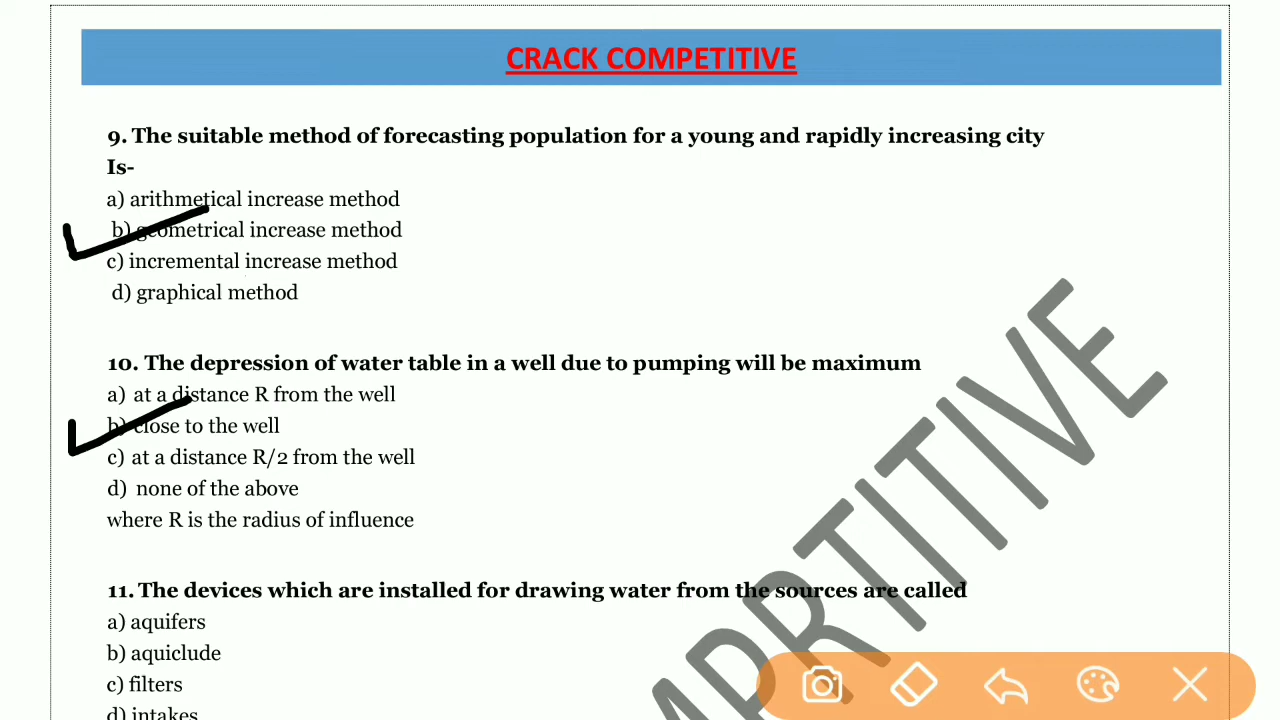 CRACK COMPETITIVE
9. The suitable method of forecasting population for a young and rapidly increasing city
Is-
a) arithmetical increase method
b) geometrical increase method
c) incremental increase method
d) graphical method
10. The depression of water table in a well due to pumping will be maximum
a) at a distance R from the well
b) close to the well
c) at a distance R/2 from the well
d) none of the above
where R is the radius of influence
11. The devices which are installed for drawing water from the sources are called
a) aquifers
b) aquiclude
c) filters
d) intakes
MPRTITIVE